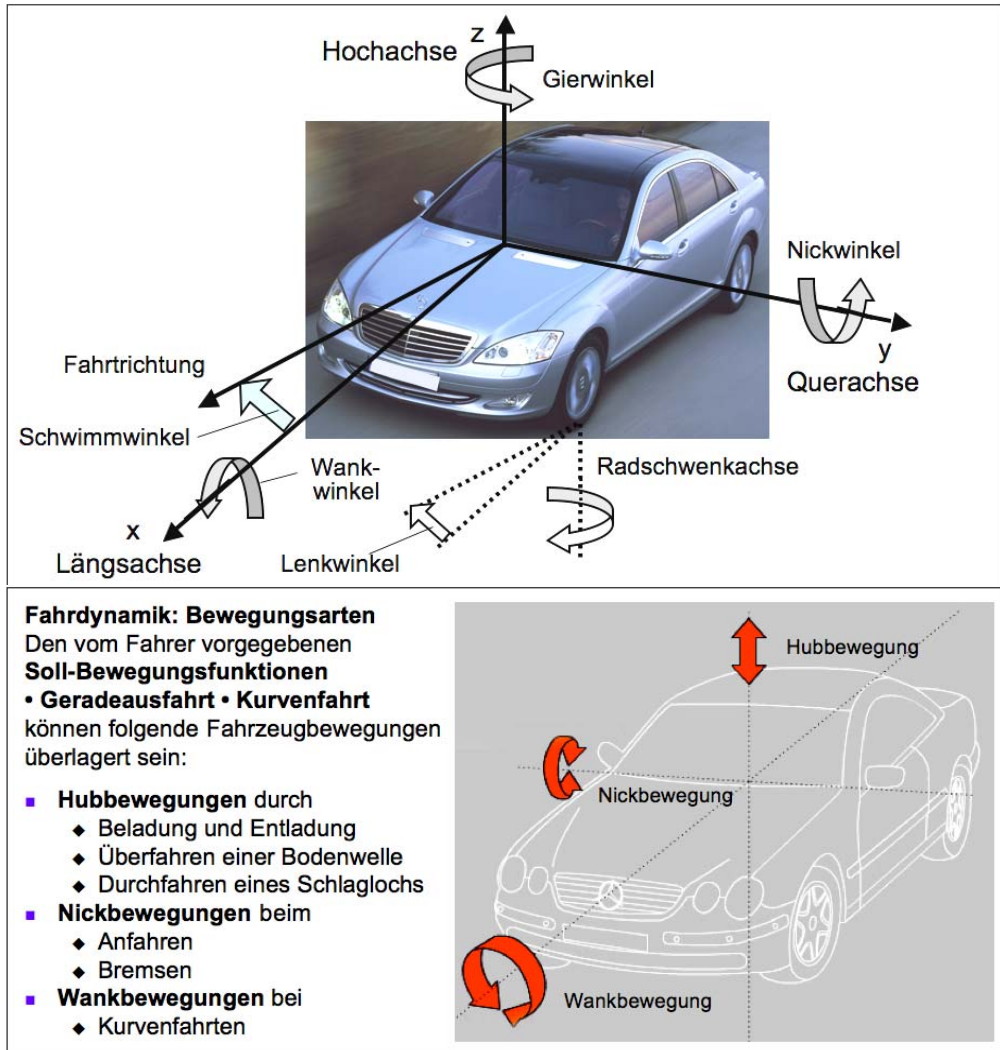 z
Hochachse
Gierwinkel
Nickwinkel
y
Querachse
Fahrtrichtung
Schwimmwinkel
Wank-
winkel
x
Längsachse
Radschwenkachse
Lenkwinkel
Fahrdynamik: Bewegungsarten
Den vom Fahrer vorgegebenen
Soll-Bewegungsfunktionen
• Geradeausfahrt • Kurvenfahrt
können folgende Fahrzeugbewegungen
überlagert sein:
▪ Hubbewegungen durch
◆ Beladung und Entladung
◆ Überfahren einer Bodenwelle
◆ Durchfahren eines Schlaglochs
▪ Nickbewegungen beim
◆ Anfahren
◆ Bremsen
▪ Wankbewegungen bei
◆ Kurvenfahrten
Hubbewegung
Nickbewegung
Wankbewegung